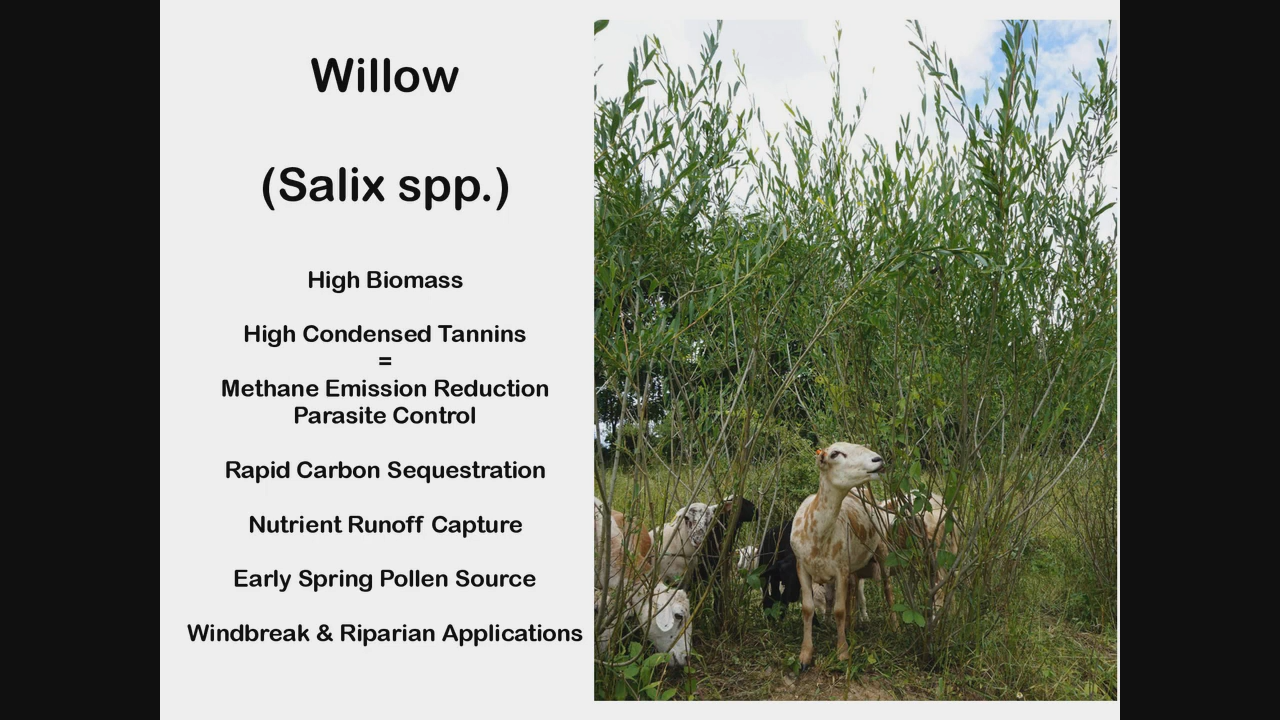 Willow
(Salix spp.)
High Biomass
High Condensed Tannins
=
Methane Emission Reduction
Parasite Control
Rapid Carbon Sequestration
Nutrient Runoff Capture
Early Spring Pollen Source
Windbreak & Riparian Applications